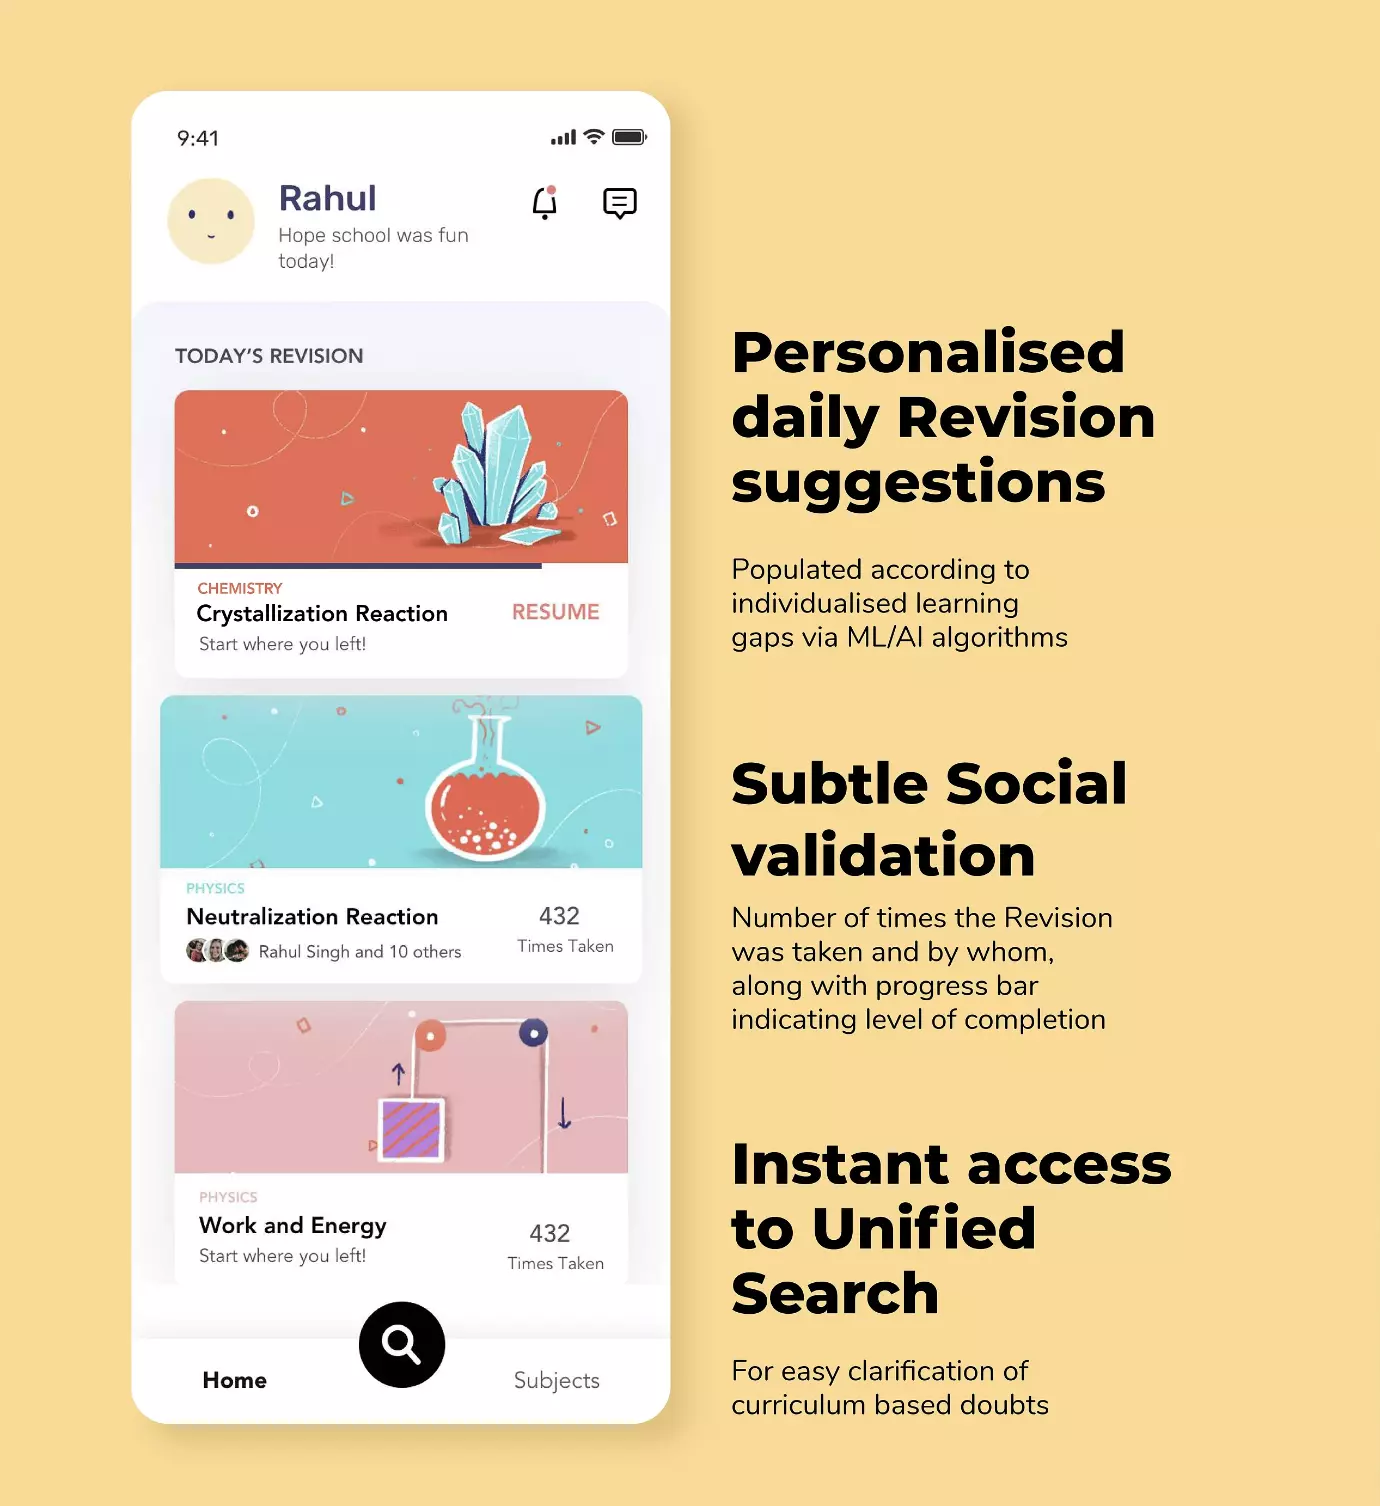 9:41
Rahul
Hope school was fun
today!
TODAY'S REVISION
CHEMISTRY
Crystallization Reaction
RESUME
Start where you left!
PHYSICS
Neutralization Reaction
432
Rahul Singh and 10 others
Times Taken
PHYSICS
Work and Energy
432
Start where you left!
Times Taken
Home
Subjects
Personalised
daily Revision
suggestions
Populated according to
individualised learning
gaps via ML/AI algorithms
Subtle Social
validation
Number of times the Revision
was taken and by whom,
along with progress bar
indicating level of completion
Instant access
to Unified
Search
For easy clarification of
curriculum based doubts